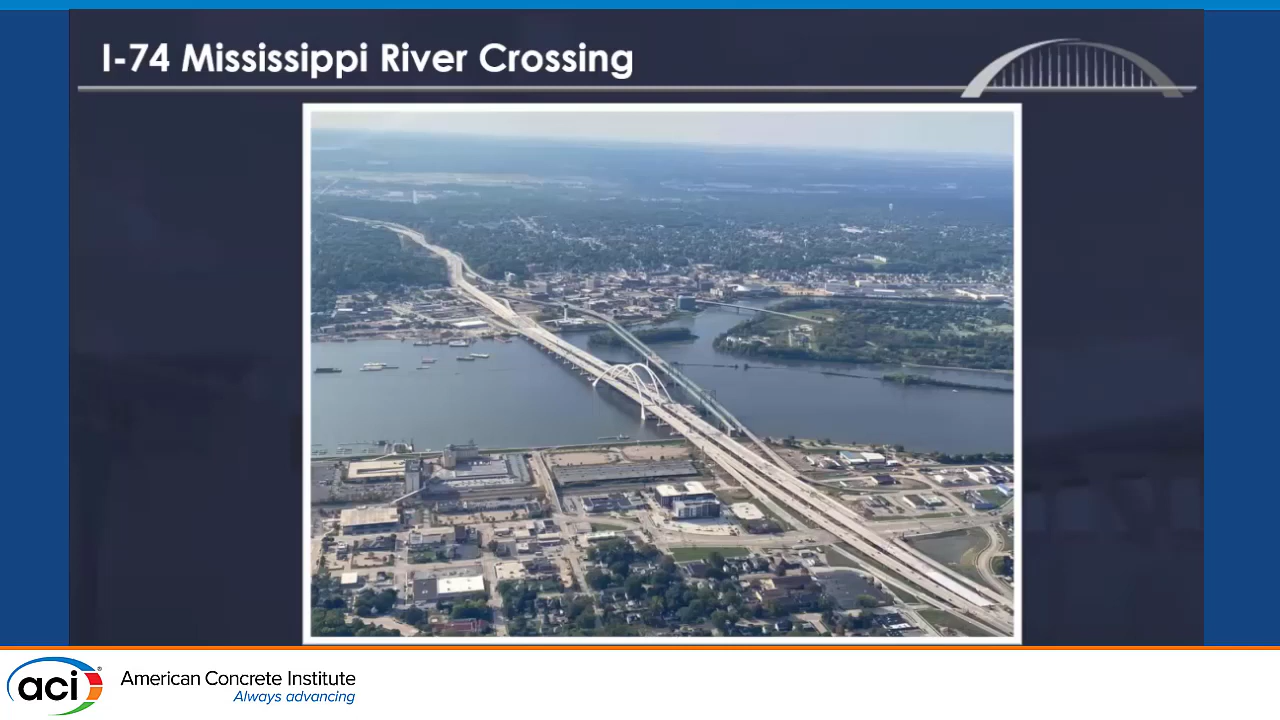 I-74 Mississippi River Crossing
aci®
American Concrete Institute
Always advancing